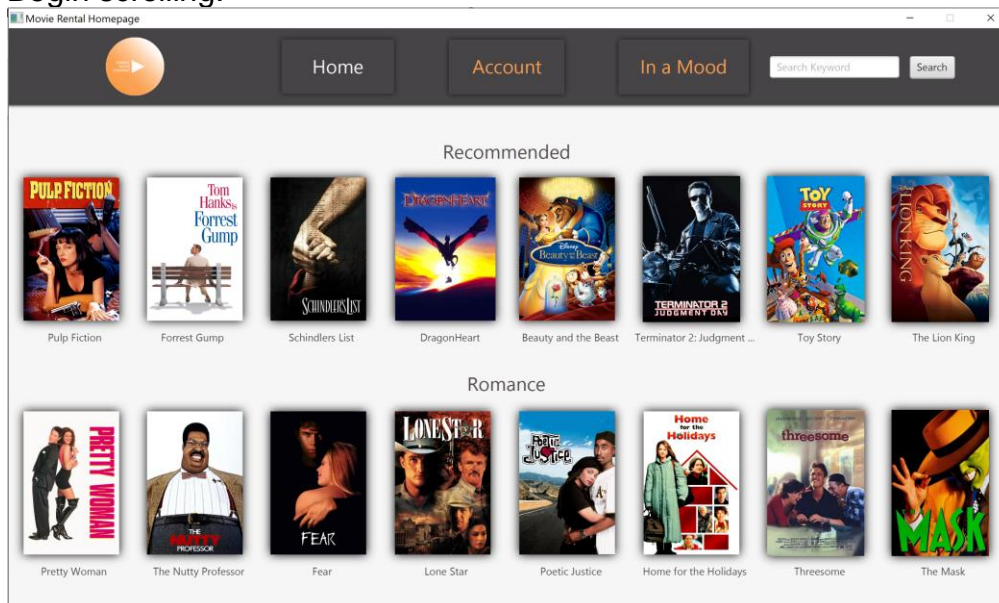 Begin scrolling.
Movie Rental Homepage
Home
Account
In a Mood
Search Keyword
Search
Recommended
PULP FICTION
Tom
Hanks is
Forrest
Gump
SCHINDLER'S LIST
DRAGONHEART
Disney
Beauty and the Beast
TERMINATOR 2
JUDGMENT DAY
TOY
STORY
Disney
THE
LION KING
Pulp Fiction
Forrest Gump
Schindlers List
DragonHeart
Beauty and the Beast
Terminator 2: Judgment ...
Toy Story
The Lion King
Romance
PRETTY WOMAN
THE
NUTTY
PROFESSOR
FEAR
LONE STAR
Poetic
Justice
Home
for the
Holidays
threesome
MASK
Pretty Woman
The Nutty Professor
Fear
Lone Star
Poetic Justice
Home for the Holidays
Threesome
The Mask